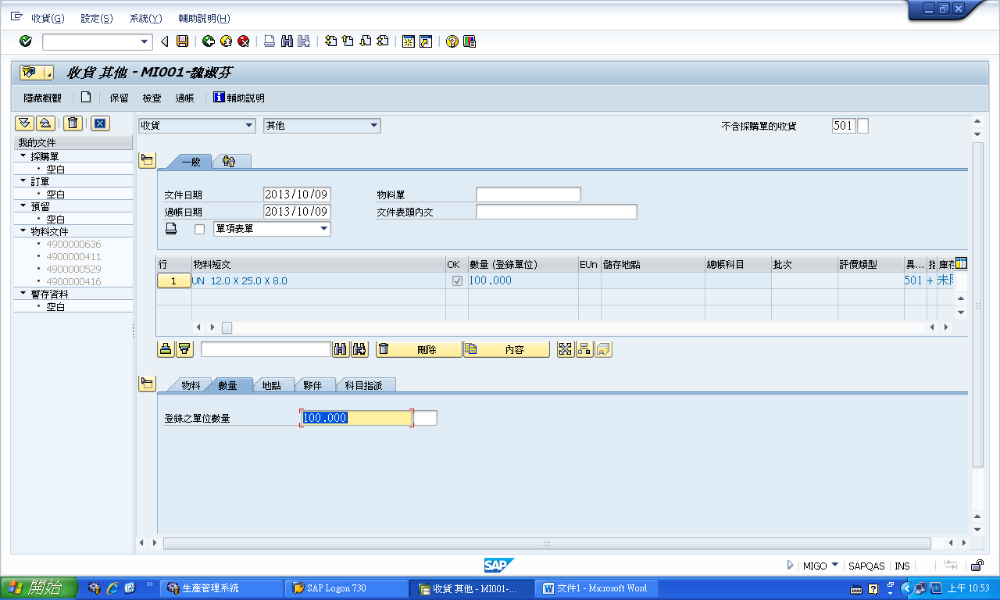 收貨(G) 設定(S) 系統(Y) 輔助說明(H)
收貨 其他 - MI001-魏淑芬
隱藏概觀 保留 檢查 過帳 輔助說明
收貨 其他 不含採購單的收貨 501
我的文件
採購單
空白
訂單
空白
預留
空白
物料文件
4900000636
4900000411
4900000529
4900000416
暫存資料
空白
一般
文件日期 2013/10/09 物料單
過帳日期 2013/10/09 文件表頭內文
單項表單
行 物料短文 OK 數量 (登錄單位) EUn 儲存地點 總帳科目 批次 評價類型 異... 庫存
1 UN 12.0 X 25.0 X 8.0 100.000 501 + 未
刪除 內容
物料 數量 地點 夥伴 科目指派
登錄之單位數量 100.000
SAP
MIGO SAPQAS INS
開始 生產管理系統 SAP Logon 730 收貨 其他 - MI001-... 文件1 - Microsoft Word 上午 10:53